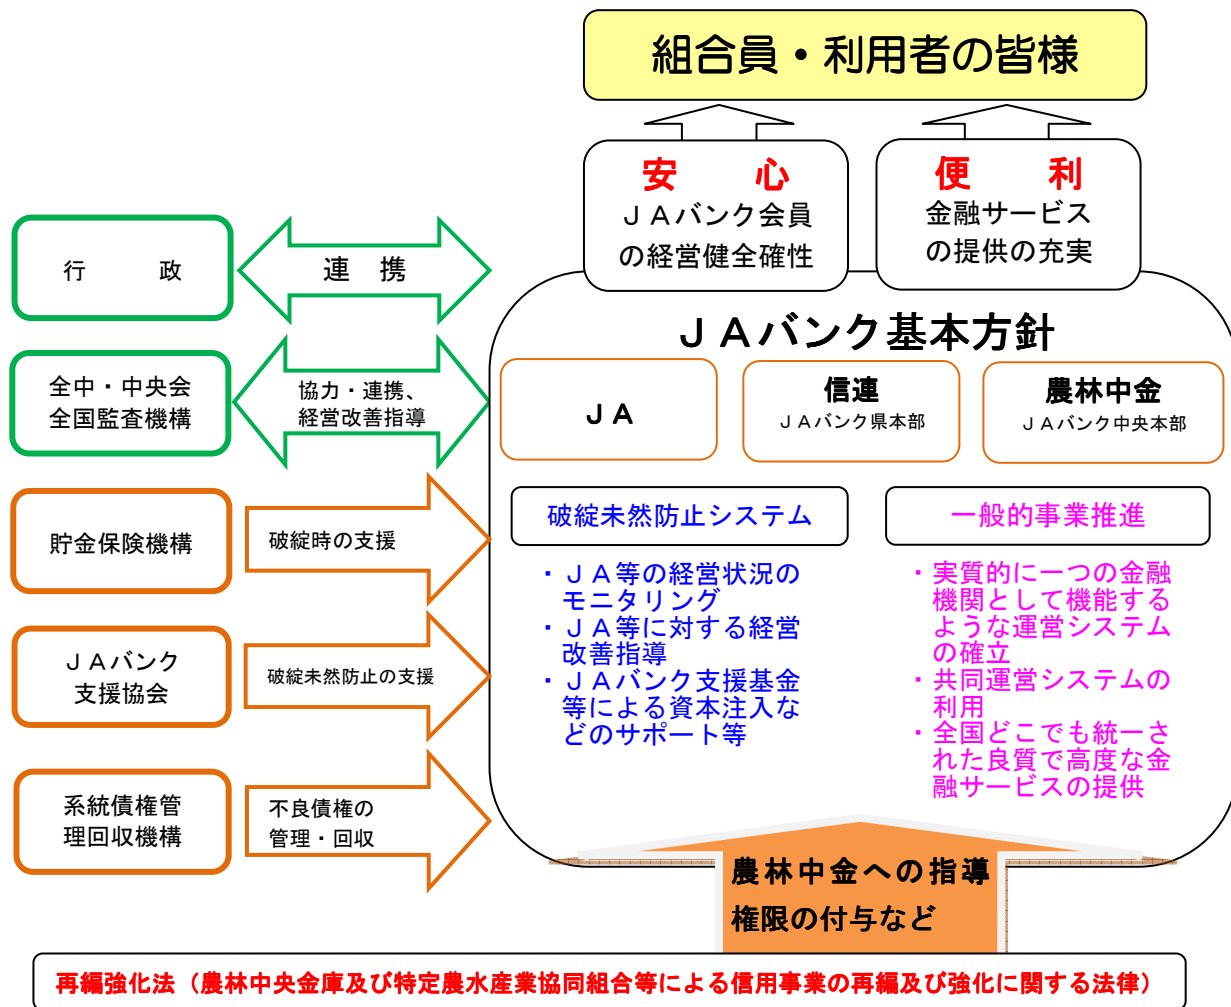 組合員・利用者の皆様
安　心
ＪＡバンク会員
の経営健全確性
便　利
金融サービス
の提供の充実
行　政
連　携
全中・中央会
全国監査機構
協力・連携、
経営改善指導
貯金保険機構
破綻時の支援
ＪＡバンク
支援協会
破綻未然防止の支援
系統債権管
理回収機構
不良債権の
管理・回収
ＪＡバンク基本方針
ＪＡ
信連
ＪＡバンク県本部
農林中金
ＪＡバンク中央本部
破綻未然防止システム
・ＪＡ等の経営状況の
モニタリング
・ＪＡ等に対する経営
改善指導
・ＪＡバンク支援基金
等による資本注入な
どのサポート等
一般的事業推進
・実質的に一つの金融
機関として機能する
ような運営システム
の確立
・共同運営システムの
利用
・全国どこでも統一さ
れた良質で高度な金
融サービスの提供
農林中金への指導
権限の付与など
再編強化法（農林中央金庫及び特定農水産業協同組合等による信用事業の再編及び強化に関する法律）